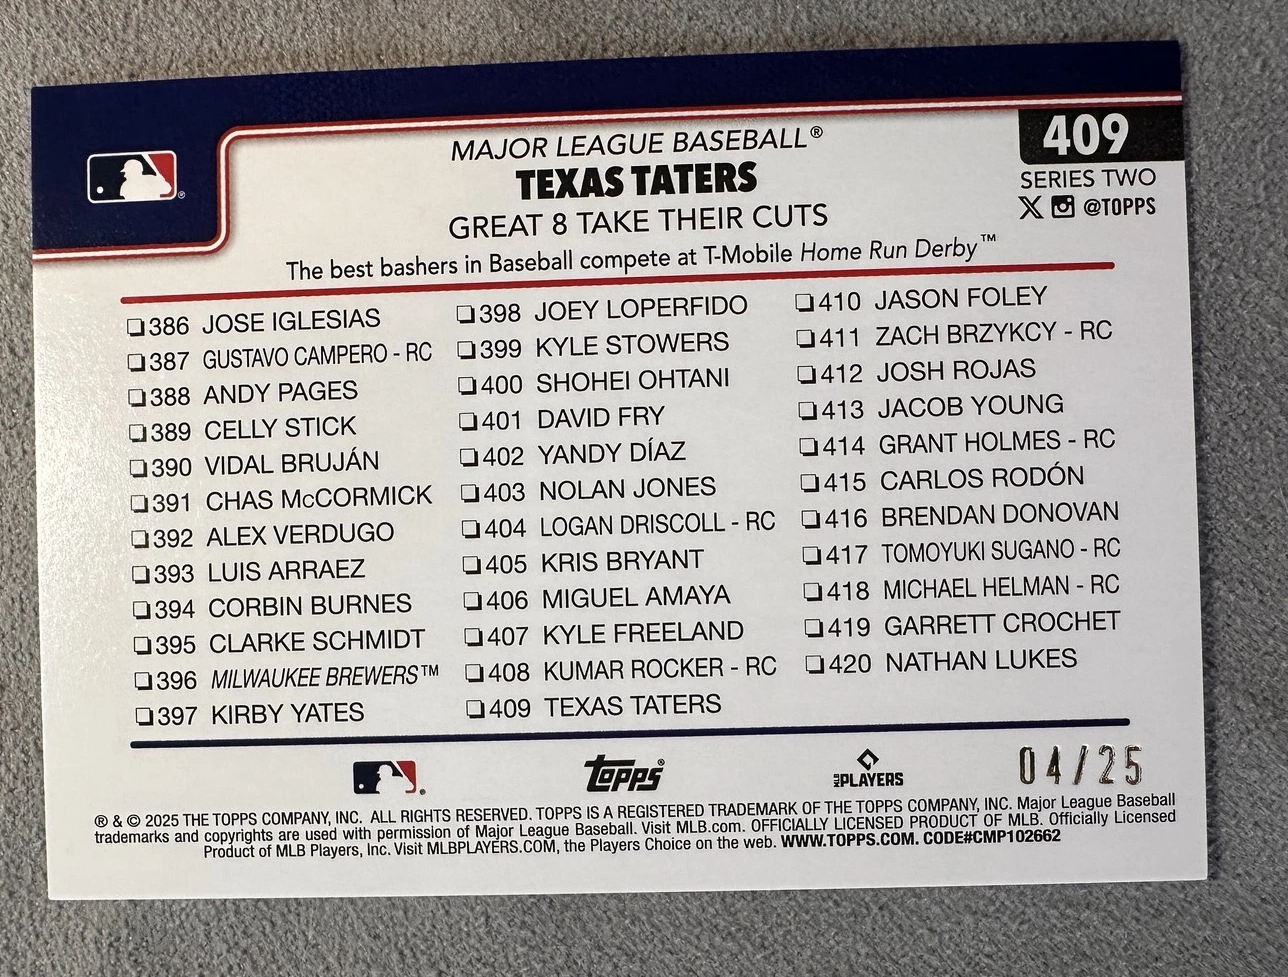 409
SERIES TWO
X @TOPPS
MAJOR LEAGUE BASEBALL®
TEXAS TATERS
GREAT 8 TAKE THEIR CUTS
The best bashers in Baseball compete at T-Mobile Home Run Derby™
❏386 JOSE IGLESIAS
❏387 GUSTAVO CAMPERO - RC
❏388 ANDY PAGES
❏389 CELLY STICK
❏390 VIDAL BRUJÁN
❏391 CHAS McCORMICK
❏392 ALEX VERDUGO
❏393 LUIS ARRAEZ
❏394 CORBIN BURNES
❏395 CLARKE SCHMIDT
❏396 MILWAUKEE BREWERS™
❏397 KIRBY YATES
❏398 JOEY LOPERFIDO
❏399 KYLE STOWERS
❏400 SHOHEI OHTANI
❏401 DAVID FRY
❏402 YANDY DÍAZ
❏403 NOLAN JONES
❏404 LOGAN DRISCOLL - RC
❏405 KRIS BRYANT
❏406 MIGUEL AMAYA
❏407 KYLE FREELAND
❏408 KUMAR ROCKER - RC
❏409 TEXAS TATERS
❏410 JASON FOLEY
❏411 ZACH BRZYKCY - RC
❏412 JOSH ROJAS
❏413 JACOB YOUNG
❏414 GRANT HOLMES - RC
❏415 CARLOS RODÓN
❏416 BRENDAN DONOVAN
❏417 TOMOYUKI SUGANO - RC
❏418 MICHAEL HELMAN - RC
❏419 GARRETT CROCHET
❏420 NATHAN LUKES
topps®
MLB PLAYERS
04/25
® & © 2025 THE TOPPS COMPANY, INC. ALL RIGHTS RESERVED. TOPPS IS A REGISTERED TRADEMARK OF THE TOPPS COMPANY, INC. Major League Baseball
trademarks and copyrights are used with permission of Major League Baseball. Visit MLB.com. OFFICIALLY LICENSED PRODUCT OF MLB. Officially Licensed
Product of MLB Players, Inc. Visit MLBPLAYERS.COM, the Players Choice on the web. WWW.TOPPS.COM. CODE#CMP102662